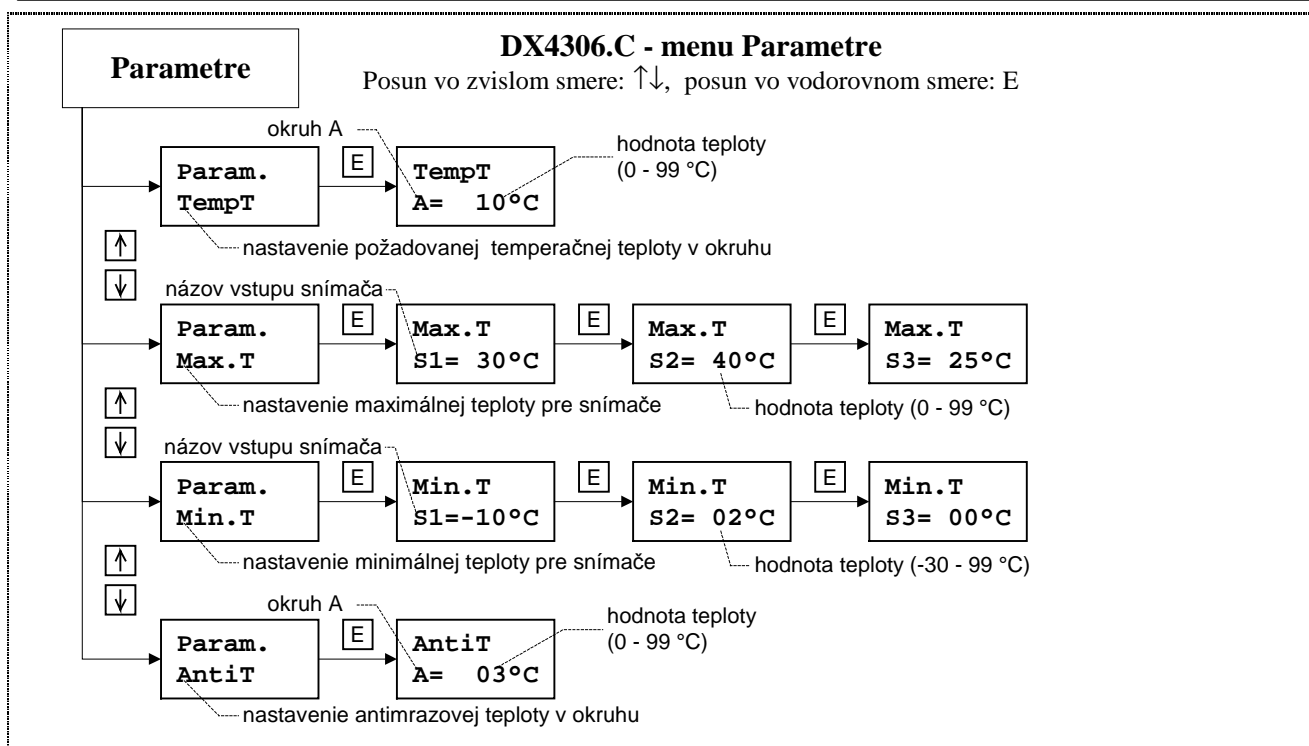 Parametre
DX4306.C - menu Parametre
Posun vo zvislom smere: ↑↓, posun vo vodorovnom smere: E
okruh A
hodnota teploty
(0 - 99 °C)
Param.
TempT
E
TempT
A= 10°C
nastavenie požadovanej temperačnej teploty v okruhu
↑
↓
názov vstupu snímača
Param.
Max.T
E
Max.T
S1= 30°C
E
Max.T
S2= 40°C
E
Max.T
S3= 25°C
nastavenie maximálnej teploty pre snímače
hodnota teploty (0 - 99 °C)
↑
↓
názov vstupu snímača
Param.
Min.T
E
Min.T
S1=-10°C
E
Min.T
S2= 02°C
E
Min.T
S3= 00°C
nastavenie minimálnej teploty pre snímače
hodnota teploty (-30 - 99 °C)
↑
↓
okruh A
hodnota teploty
(0 - 99 °C)
Param.
AntiT
E
AntiT
A= 03°C
nastavenie antimrazovej teploty v okruhu